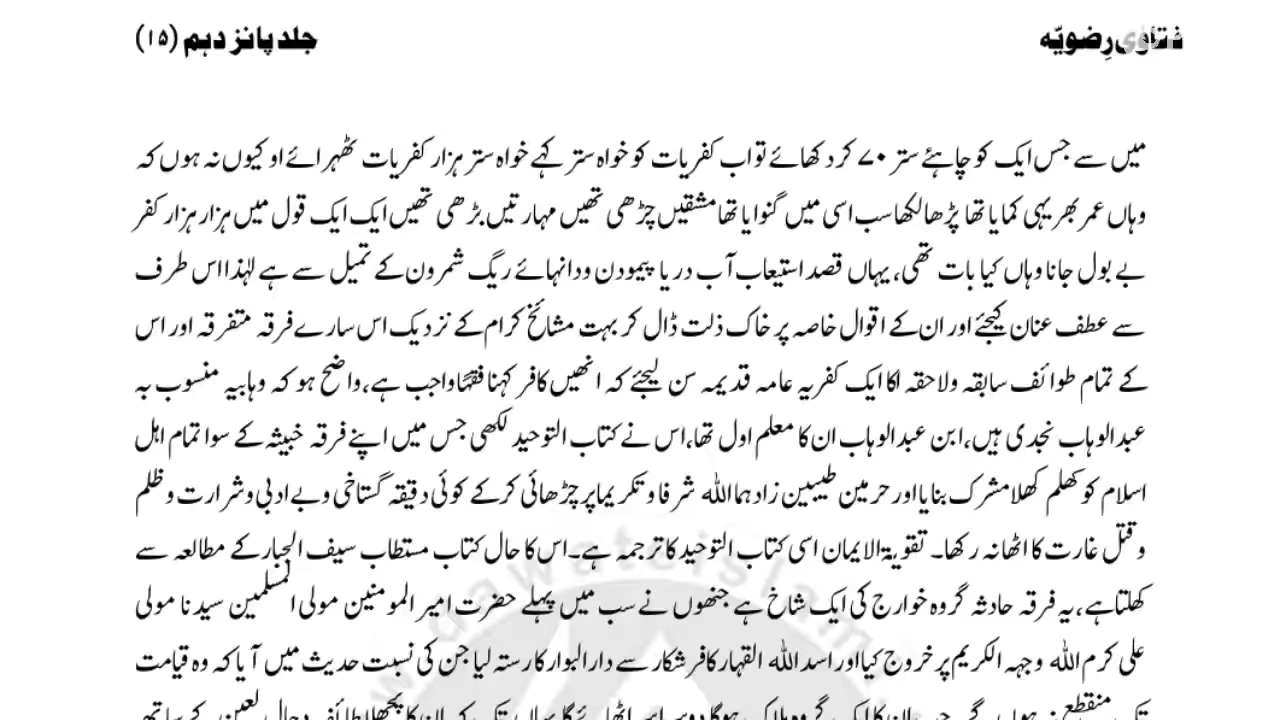 فتاوٰی رِضویّہ
جلد پانز دہم (۱۵)
میں سے جس ایک کو چاہئے ستر ۷۰ کر دکھائے تو اب کفریات کو خواہ ستر کہے خواہ ستر ہزار کفریات ٹھہرائے او کیوں نہ ہوں کہ
وہاں عمر بھر یہی کمایا تھا پڑھا لکھا سب اسی میں گنوایا تھا مشقیں چڑھی تھیں مہارتیں بڑھی تھیں ایک ایک قول میں ہزار ہزار کفر
بے بول جانا وہاں کیا بات تھی، یہاں قصد استیعاب آب دریا پیمودن ودانہائے ریگ شمرون کے تمیل سے ہے لہٰذا اس طرف
سے عطف عنان کیجئے اور ان کے اقوال خاصہ پر خاک ذلت ڈال کر بہت مشائخ کرام کے نزدیک اس سارے فرقہ متفرقہ اور اس
کے تمام طوائف سابقہ ولاحقہ کا ایک کفریہ عامہ قدیمہ سن لیجئے کہ انھیں کافر کہنا فقہًا واجب ہے، واضح ہو کہ وہابیہ منسوب بہ
عبدالوہاب نجدی ہیں، ابن عبدالوہاب ان کا معلم اول تھا، اس نے کتاب التوحید لکھی جس میں اپنے فرقہ خبیثہ کے سوا تمام اہل
اسلام کو کھلم کھلا مشرک بنایا اور حرمین طیبین زادہما اللہ شرفا وتکریما پر چڑھائی کرکے کوئی دقیقہ گستاخی وبے ادبی وشرارت وظلم
وقتل غارت کا اٹھا نہ رکھا۔ تقویۃ الایمان اسی کتاب التوحید کا ترجمہ ہے۔ اس کا حال کتاب مستطاب سیف الجبار کے مطالعہ سے
کھلتا ہے، یہ فرقہ حادثہ گروہ خوارج کی ایک شاخ ہے جنھوں نے سب میں پہلے حضرت امیر المومنین مولی المسلمین سیدنا مولی
علی کرم اللہ وجہہ الکریم پر خروج کیا اور اسد اللہ القہار کافر شکار سے دارالبوار کا رستہ لیا جن کی نسبت حدیث میں آیا کہ وہ قیامت
dawateislami